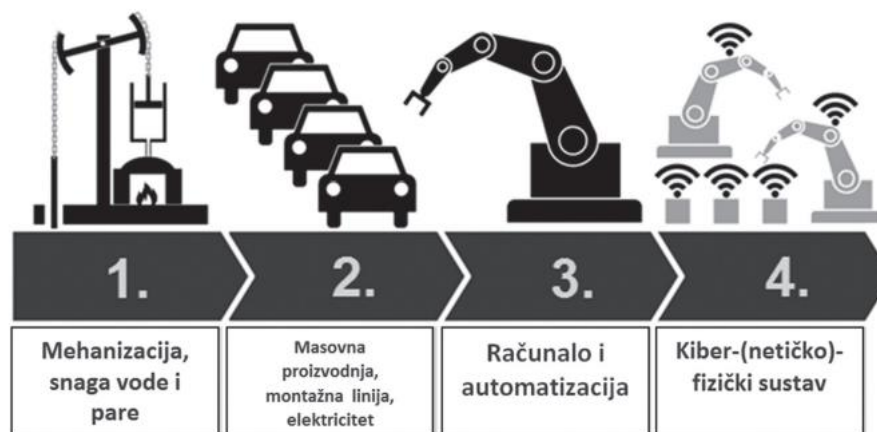 1.
2.
3.
4.
Mehanizacija,
snaga vode i
pare
Masovna
proizvodnja,
montažna linija,
elektricitet
Računalo i
automatizacija
Kiber-(netičko)-
fizički sustav